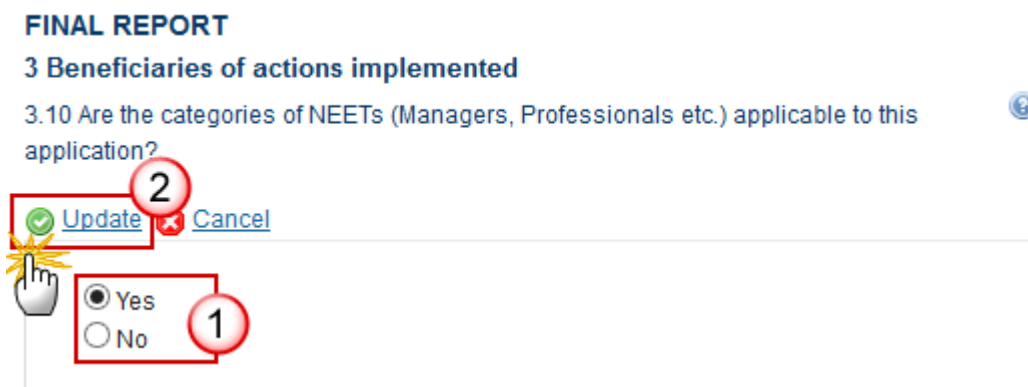 FINAL REPORT
3 Beneficiaries of actions implemented
3.10 Are the categories of NEETs (Managers, Professionals etc.) applicable to this
application?
2
Update Cancel
Yes
1
No